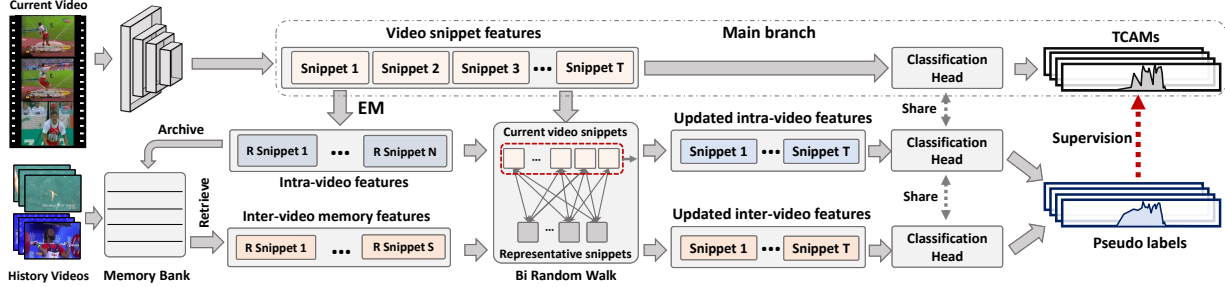 Current Video
Video snippet features
Main branch
TCAMs
Snippet 1
Snippet 2
Snippet 3
•••
Snippet T
Classification
Head
EM
Share
Archive
Current video snippets
Updated intra-video features
Supervision
R Snippet 1
•••
R Snippet N
...
Snippet 1
•••
Snippet T
Classification
Head
Intra-video features
Retrieve
Share
Inter-video memory features
Updated inter-video features
R Snippet 1
•••
R Snippet S
...
Snippet 1
•••
Snippet T
Classification
Head
Pseudo labels
Representative snippets
History Videos
Memory Bank
Bi Random Walk